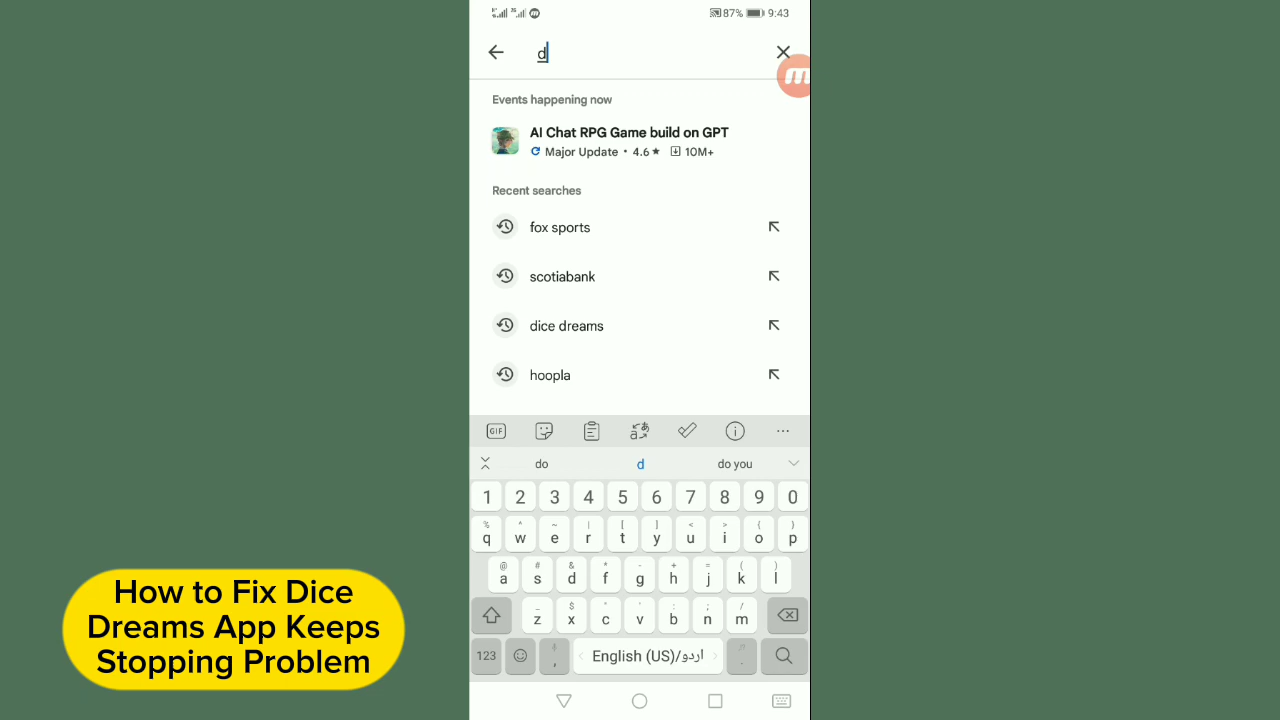 87% 9:43
d
Events happening now
AI Chat RPG Game build on GPT
Major Update • 4.6★ 10M+
Recent searches
fox sports
scotiabank
dice dreams
hoopla
GIF
do d do you
1 2 3 4 5 6 7 8 9 0
% ^ ~ | [ ] < > { }
q w e r t y u i o p
@ # & * - + = ( )
a s d f g h j k l
_ $ " ' : ; /
z x c v b n m
123 , English (US)/اردو .
How to Fix Dice
Dreams App Keeps
Stopping Problem